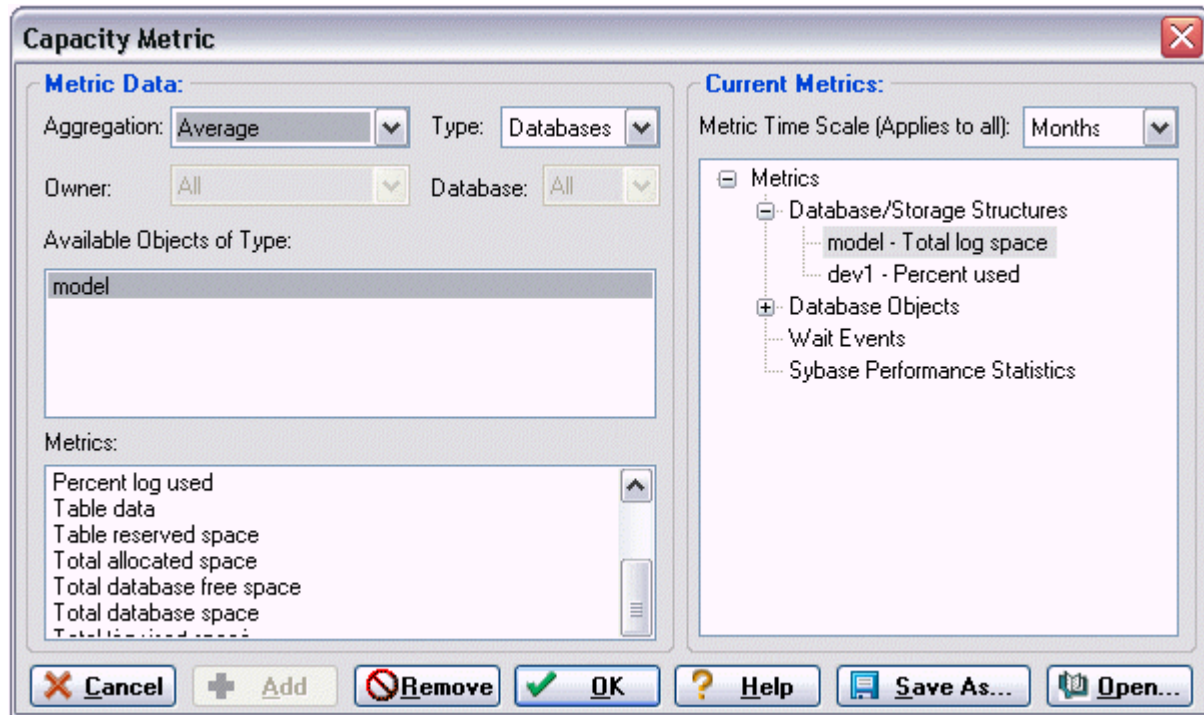 Capacity Metric
Metric Data:
Aggregation: Average Type: Databases
Owner: All Database: All
Available Objects of Type:
model
Metrics:
Percent log used
Table data
Table reserved space
Total allocated space
Total database free space
Total database space
Current Metrics:
Metric Time Scale (Applies to all): Months
Metrics
Database/Storage Structures
model - Total log space
dev1 - Percent used
Database Objects
Wait Events
Sybase Performance Statistics
Cancel Add Remove OK Help Save As... Open...